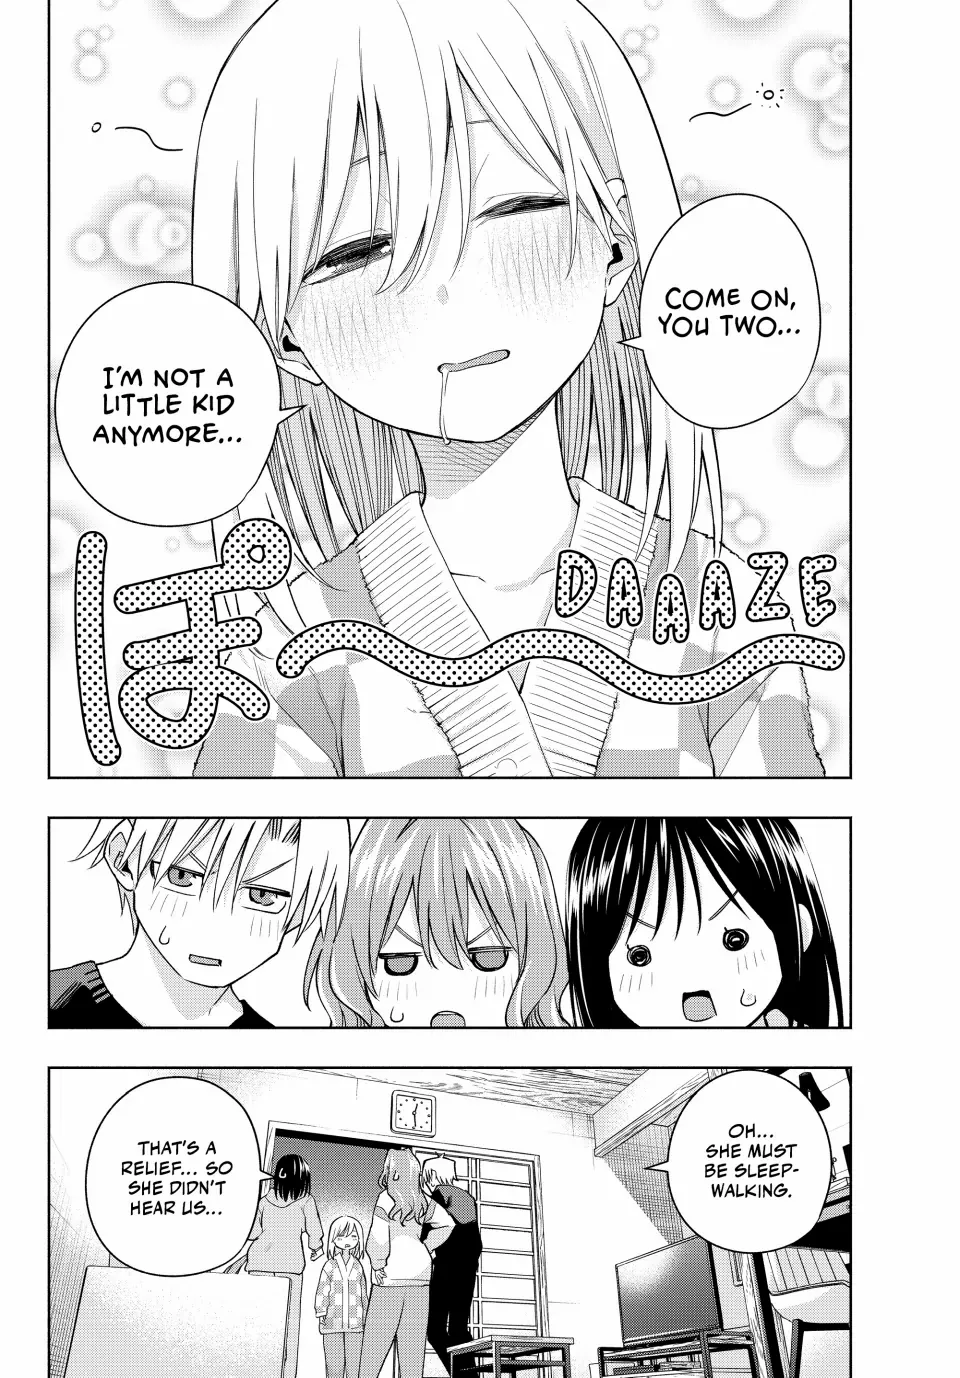 COME ON,
YOU TWO...
I'M NOT A
LITTLE KID
ANYMORE...
ぽ〜
DAAAZE
OH...
SHE MUST
BE SLEEP-
WALKING.
THAT'S A
RELIEF... SO
SHE DIDN'T
HEAR US...